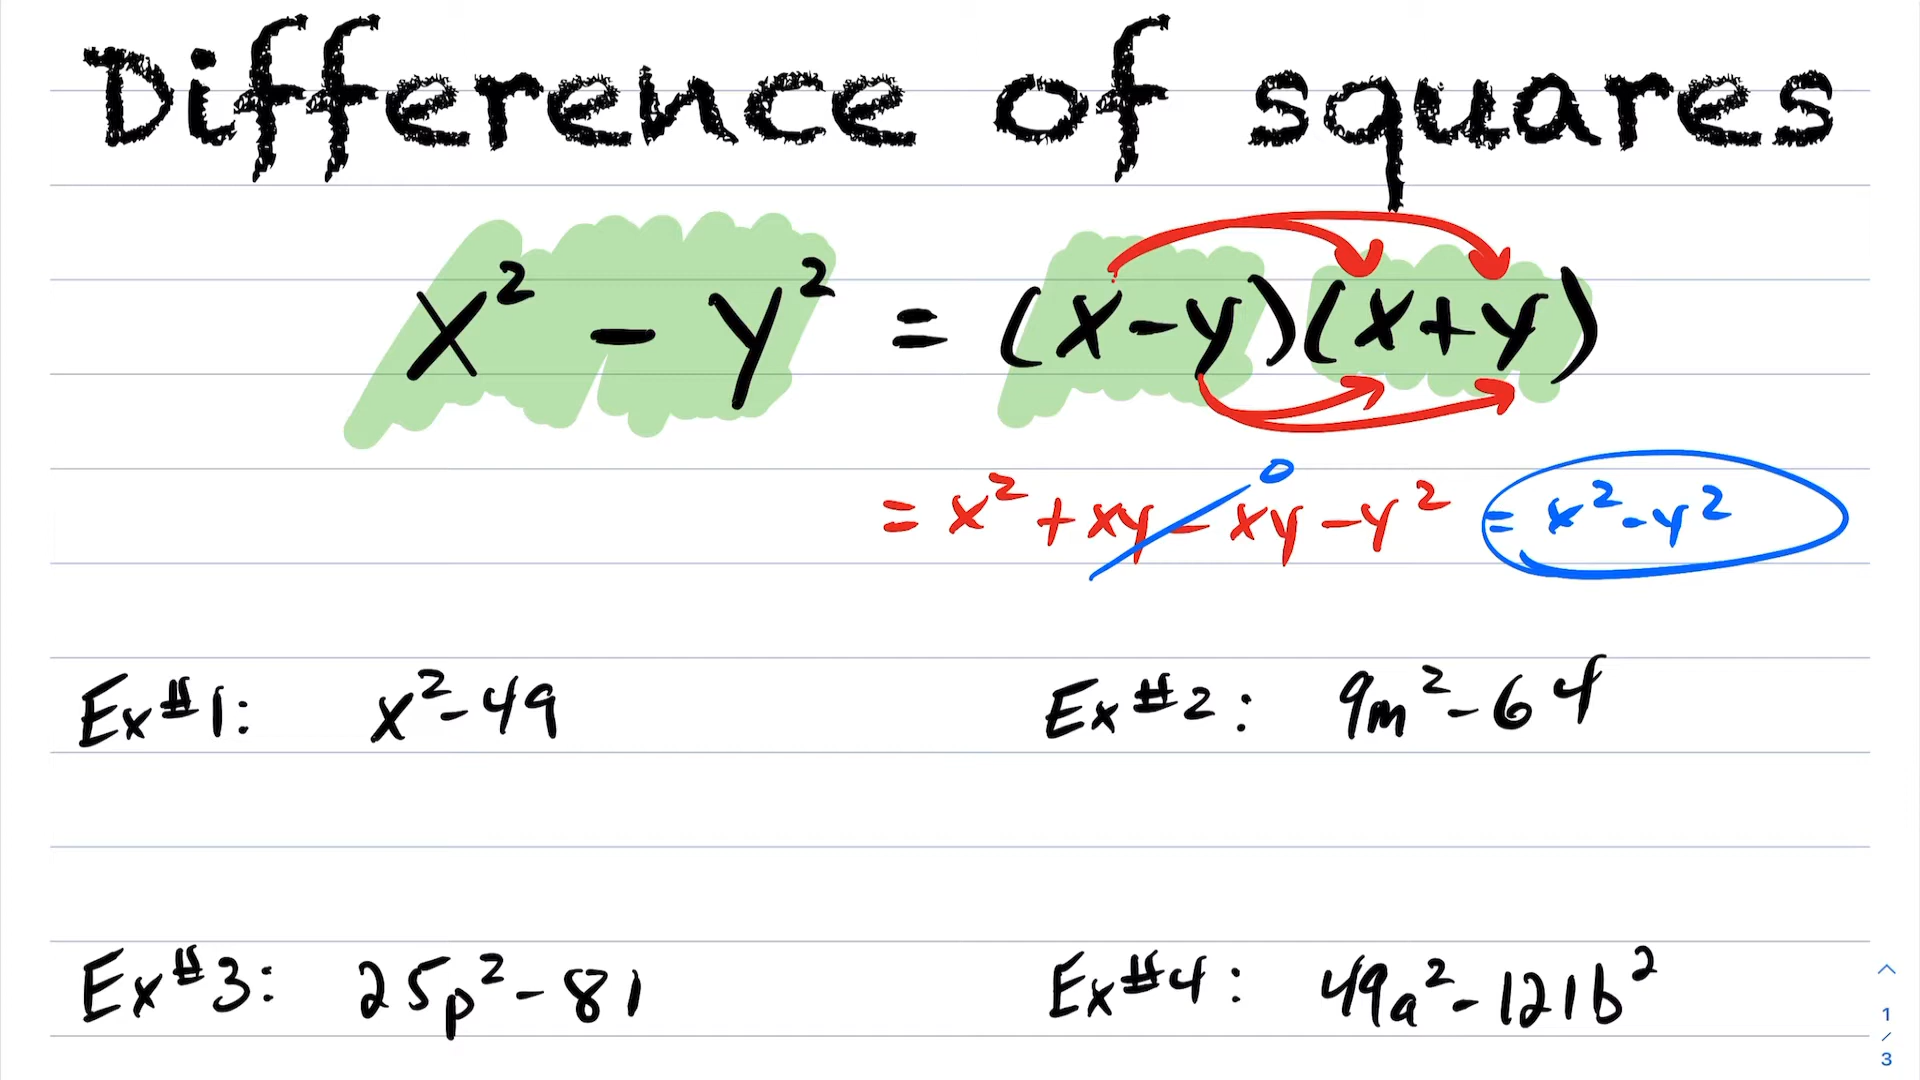 Difference of squares
x² - y² = (x-y)(x+y)
= x² + xy - xy - y² = x² - y²
0
Ex#1: x² - 49
Ex#2: 9m² - 64
Ex#3: 25p² - 81
Ex#4: 49a² - 121b²
1
/
3